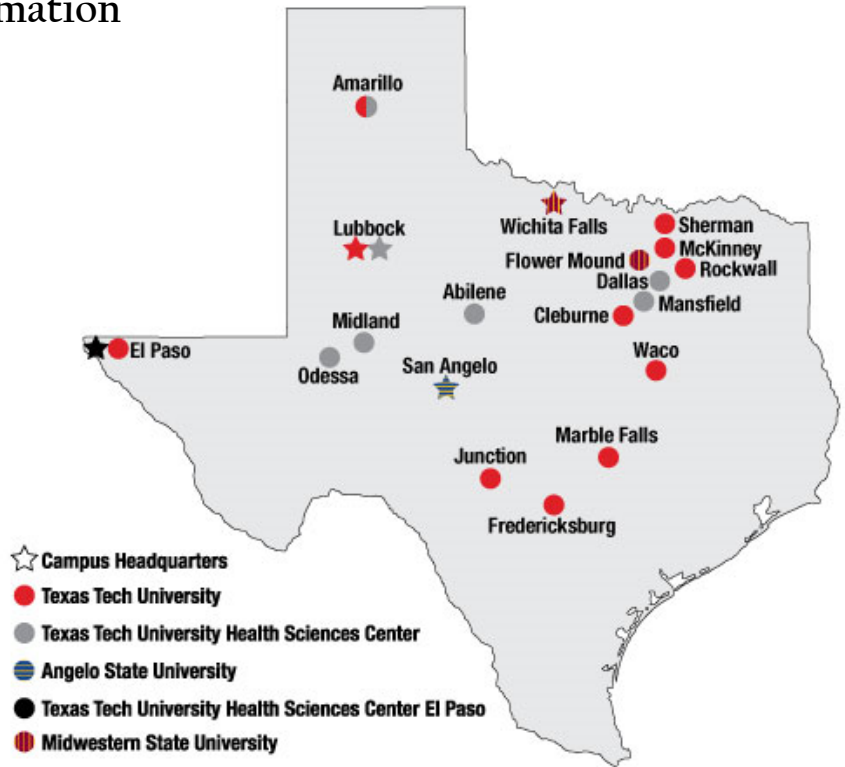 mation
Amarillo
Lubbock
Wichita Falls
Sherman
McKinney
Flower Mound
Rockwall
Dallas
Abilene
Mansfield
Cleburne
Midland
El Paso
Waco
San Angelo
Odessa
Marble Falls
Junction
Fredericksburg
Campus Headquarters
Texas Tech University
Texas Tech University Health Sciences Center
Angelo State University
Texas Tech University Health Sciences Center El Paso
Midwestern State University